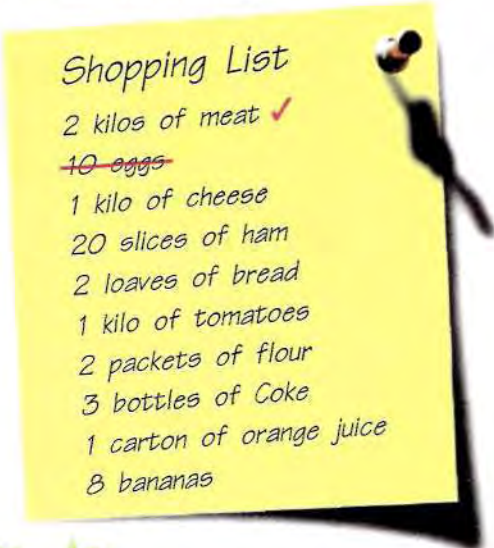 Shopping List
2 kilos of meat ✓
10 eggs
1 kilo of cheese
20 slices of ham
2 loaves of bread
1 kilo of tomatoes
2 packets of flour
3 bottles of Coke
1 carton of orange juice
8 bananas